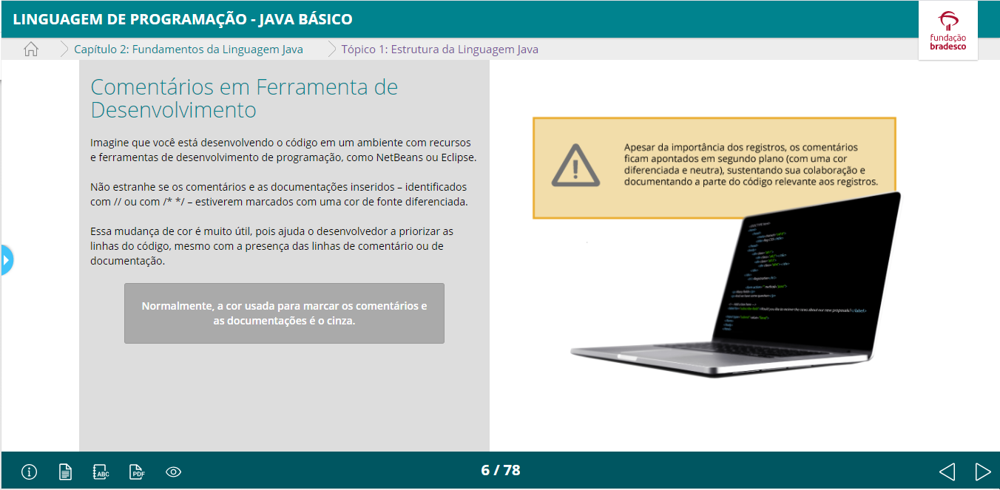 LINGUAGEM DE PROGRAMAÇÃO - JAVA BÁSICO
fundação
bradesco
Capítulo 2: Fundamentos da Linguagem Java
Tópico 1: Estrutura da Linguagem Java
Comentários em Ferramenta de
Desenvolvimento
Imagine que você está desenvolvendo o código em um ambiente com recursos
e ferramentas de desenvolvimento de programação, como NetBeans ou Eclipse.
Não estranhe se os comentários e as documentações inseridos – identificados
com // ou com /* */ – estiverem marcados com uma cor de fonte diferenciada.
Essa mudança de cor é muito útil, pois ajuda o desenvolvedor a priorizar as
linhas do código, mesmo com a presença das linhas de comentário ou de
documentação.
Normalmente, a cor usada para marcar os comentários e
as documentações é o cinza.
Apesar da importância dos registros, os comentários
ficam apontados em segundo plano (com uma cor
diferenciada e neutra), sustentando sua colaboração e
documentando a parte do código relevante aos registros.
ABC
PDF
6 / 78